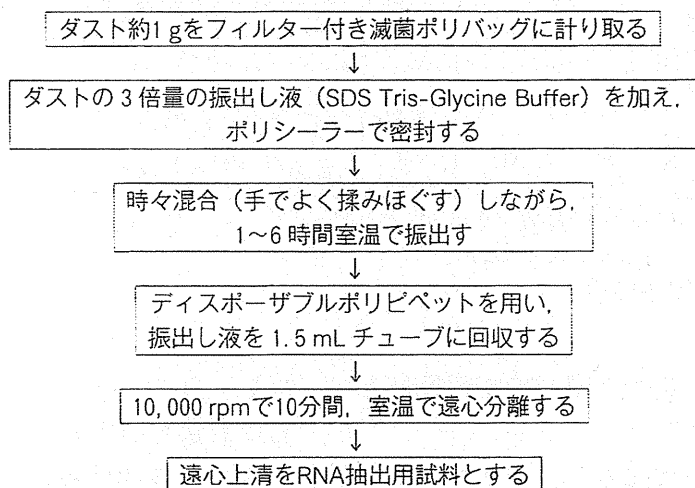 ダスト約1 gをフィルター付き滅菌ポリバッグに計り取る
↓
ダストの3倍量の振出し液（SDS Tris-Glycine Buffer）を加え，
ポリシーラーで密封する
↓
時々混合（手でよく揉みほぐす）しながら，
1～6時間室温で振出す
↓
ディスポーザブルポリピペットを用い，
振出し液を1.5 mLチューブに回収する
↓
10,000 rpmで10分間，室温で遠心分離する
↓
遠心上清をRNA抽出用試料とする